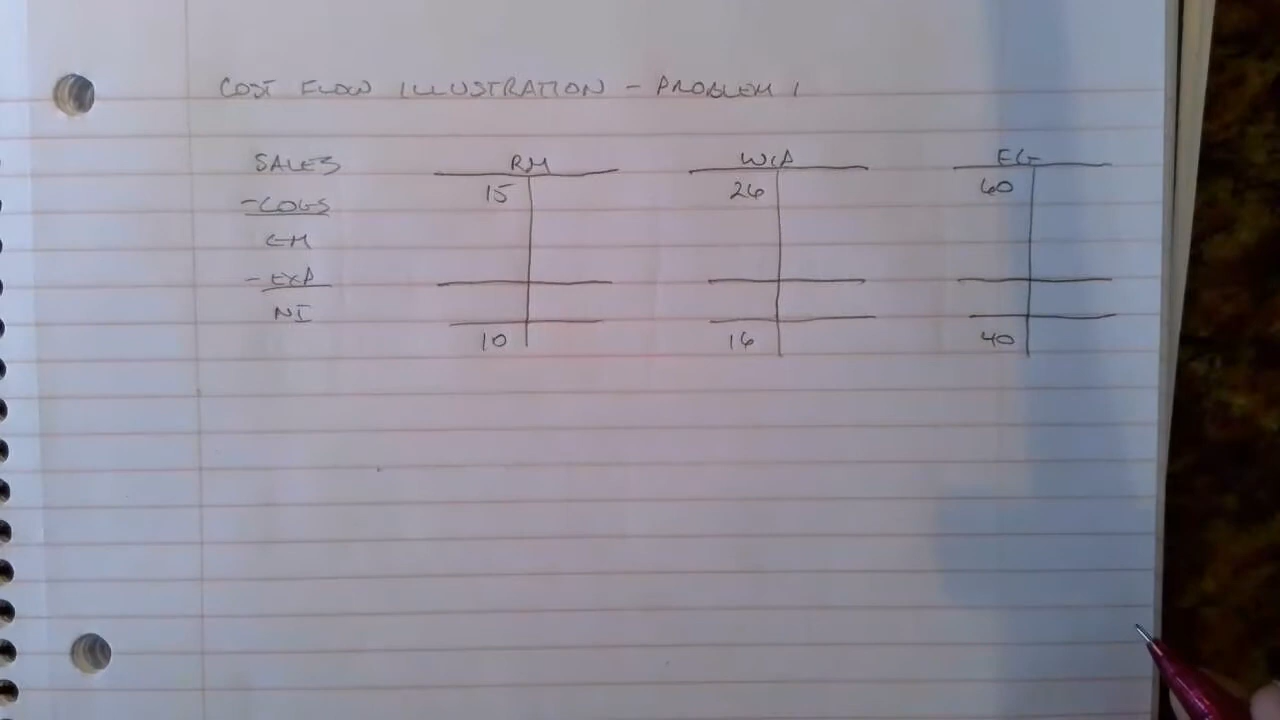 COST FLOW ILLUSTRATION - PROBLEM 1
SALES RM WIP FG
15 26 60
- COGS
GM
- EXP
NI
10 16 40